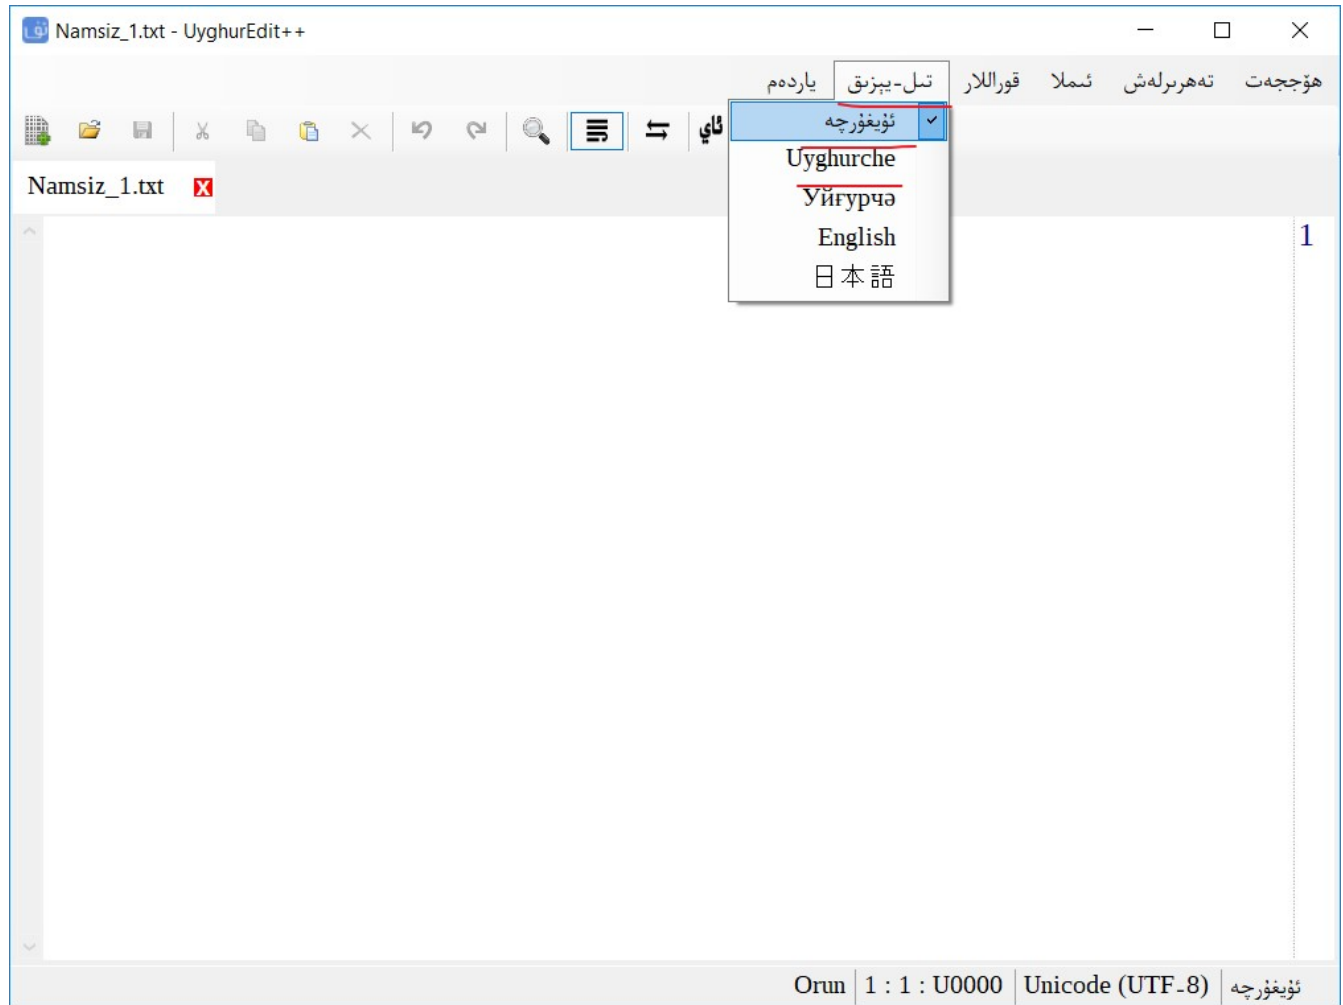 Namsiz_1.txt - UyghurEdit++
ھۆججەت تەھرىرلەش ئىملا قوراللار تىل-يېزىق ياردەم
ئاي
ئۇيغۇرچە
Uyghurche
Уйғурчә
English
日本語
Namsiz_1.txt
1
Orun 1 : 1 : U0000 Unicode (UTF-8) ئۇيغۇرچە